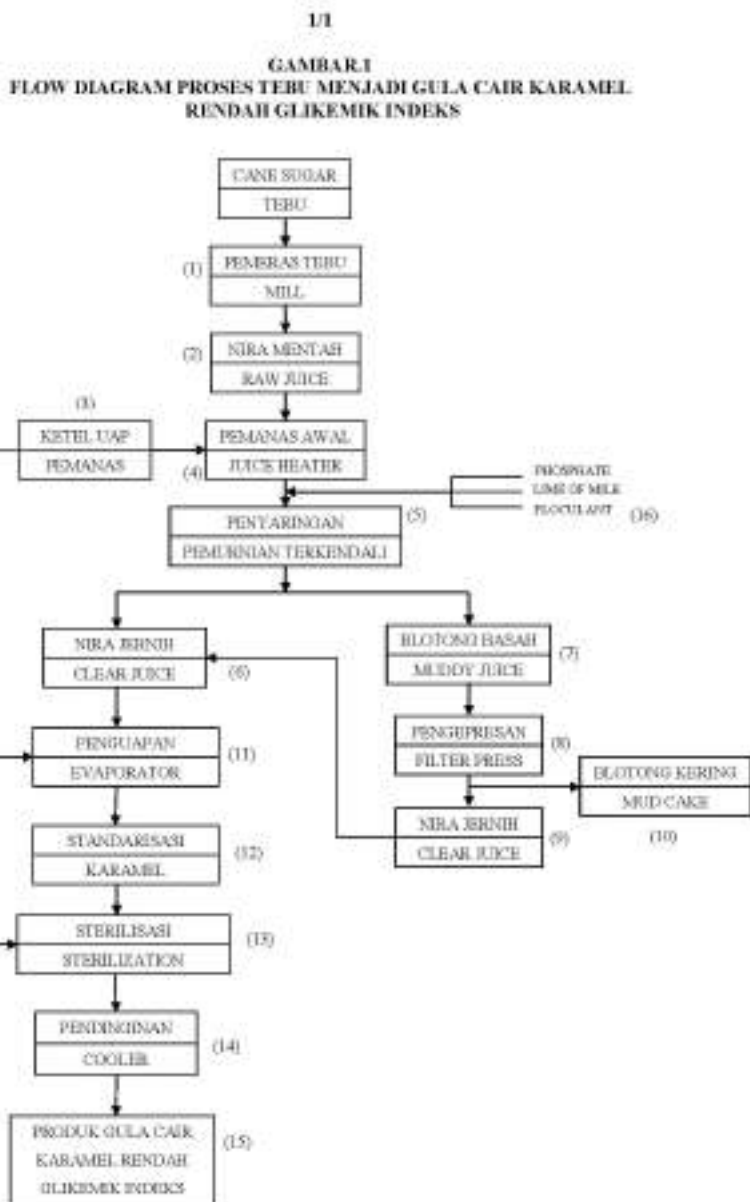 1/1
GAMBAR.1
FLOW DIAGRAM PROSES TEBU MENJADI GULA CAIR KARAMEL
RENDAH GLIKEMIK INDEKS
CANE SUGAR
TEBU
(1)
PEMERAS TEBU
MILL
(2)
NIRA MENTAH
RAW JUICE
(3)
KETEL UAP
PEMANAS
PEMANAS AWAL
(4)
JUICE HEATER
PHOSPHATE
LIME OF MILK
FLOCULANT
(16)
PENYARINGAN
(5)
PEMURNIAN TERKENDALI
NIRA JERNIH
CLEAR JUICE
(6)
BLOTONG BASAH
MUDDY JUICE
(7)
PENGUAPAN
EVAPORATOR
(11)
PENGEPRESAN
FILTER PRESS
(8)
BLOTONG KERING
MUD CAKE
(10)
NIRA JERNIH
CLEAR JUICE
(9)
STANDARISASI
KARAMEL
(12)
STERILISASI
STERILIZATION
(13)
PENDINGINAN
COOLER
(14)
PRODUK GULA CAIR
KARAMEL RENDAH
GLIKEMIK INDEKS
(15)